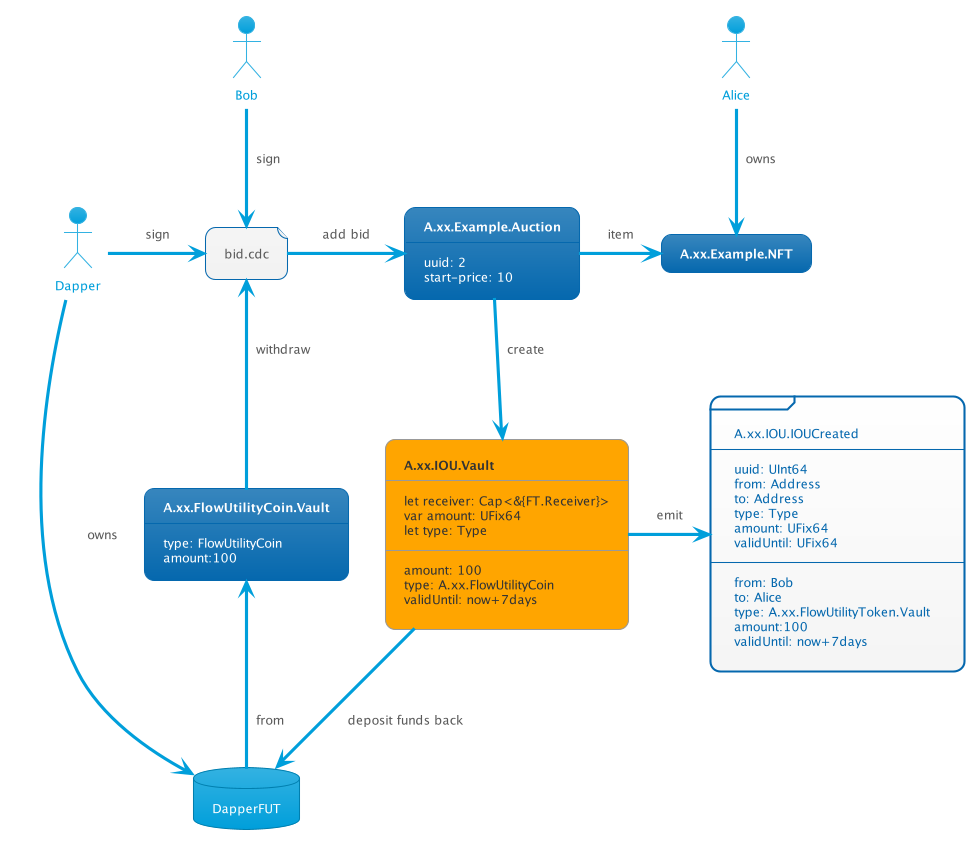 Bob
Alice
sign
owns
Dapper
sign
bid.cdc
add bid
A.xx.Example.Auction
uuid: 2
start-price: 10
item
A.xx.Example.NFT
withdraw
create
A.xx.IOU.Vault
let receiver: Cap<&{FT.Receiver}>
var amount: UFix64
let type: Type
amount: 100
type: A.xx.FlowUtilityCoin
validUntil: now+7days
emit
A.xx.IOU.IOUCreated
uuid: UInt64
from: Address
to: Address
type: Type
amount: UFix64
validUntil: UFix64
from: Bob
to: Alice
type: A.xx.FlowUtilityToken.Vault
amount:100
validUntil: now+7days
owns
A.xx.FlowUtilityCoin.Vault
type: FlowUtilityCoin
amount:100
from
deposit funds back
DapperFUT